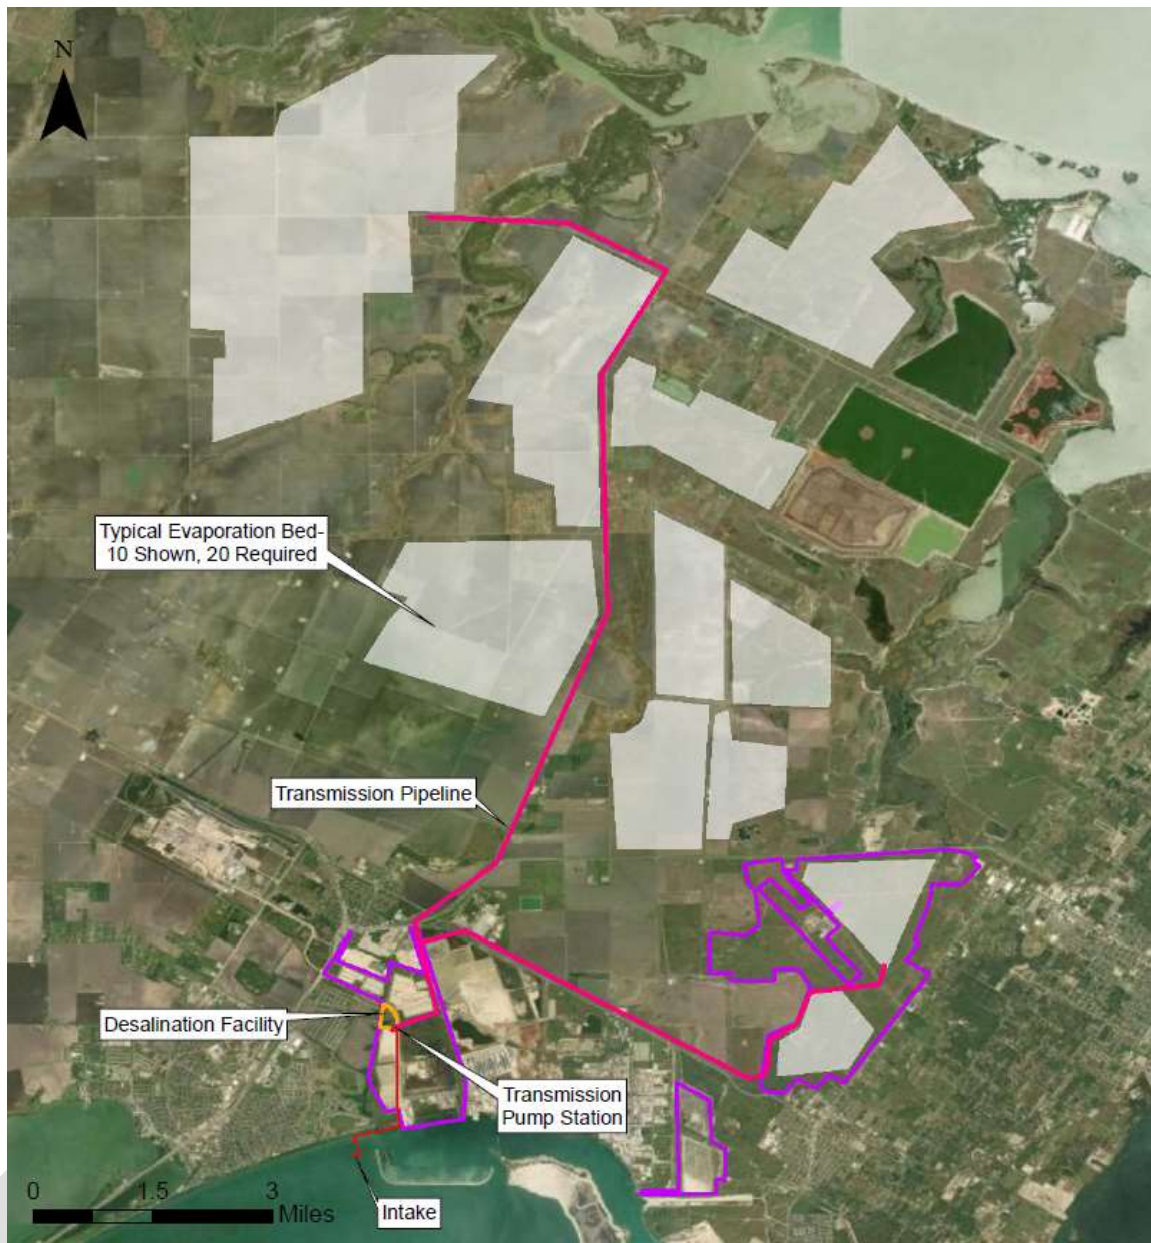 N
Typical Evaporation Bed-
10 Shown, 20 Required
Transmission Pipeline
Desalination Facility
Transmission
Pump Station
Intake
0 1.5 3
Miles